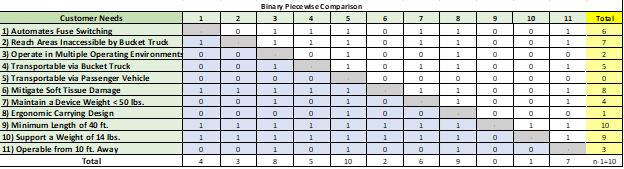 Binary Piecewise Comparison
Customer Needs 1 2 3 4 5 6 7 8 9 10 11 Total
1) Automates Fuse Switching - 0 1 1 1 0 1 1 0 0 1 6
2) Reach Areas Inaccessible by Bucket Truck 1 - 1 1 1 0 1 1 0 0 1 7
3) Operate in Multiple Operating Environments 0 0 - 0 1 0 0 1 0 0 0 2
4) Transportable via Bucket Truck 0 0 1 - 1 0 1 1 0 0 1 5
5) Transportable via Passenger Vehicle 0 0 0 0 - 0 0 0 0 0 0 0
6) Mitigate Soft Tissue Damage 1 1 1 1 1 - 1 1 0 0 1 8
7) Maintain a Device Weight < 50 lbs. 0 0 1 0 1 0 - 1 0 0 1 4
8) Ergonomic Carrying Design 0 0 0 0 1 0 0 - 0 0 0 1
9) Minimum Length of 40 ft. 1 1 1 1 1 1 1 1 - 1 1 10
10) Support a Weight of 14 lbs. 1 1 1 1 1 1 1 1 0 - 1 9
11) Operable from 10 ft. Away 0 0 1 0 1 0 0 1 0 0 - 3
Total 4 3 8 5 10 2 6 9 0 1 7 n-1=10